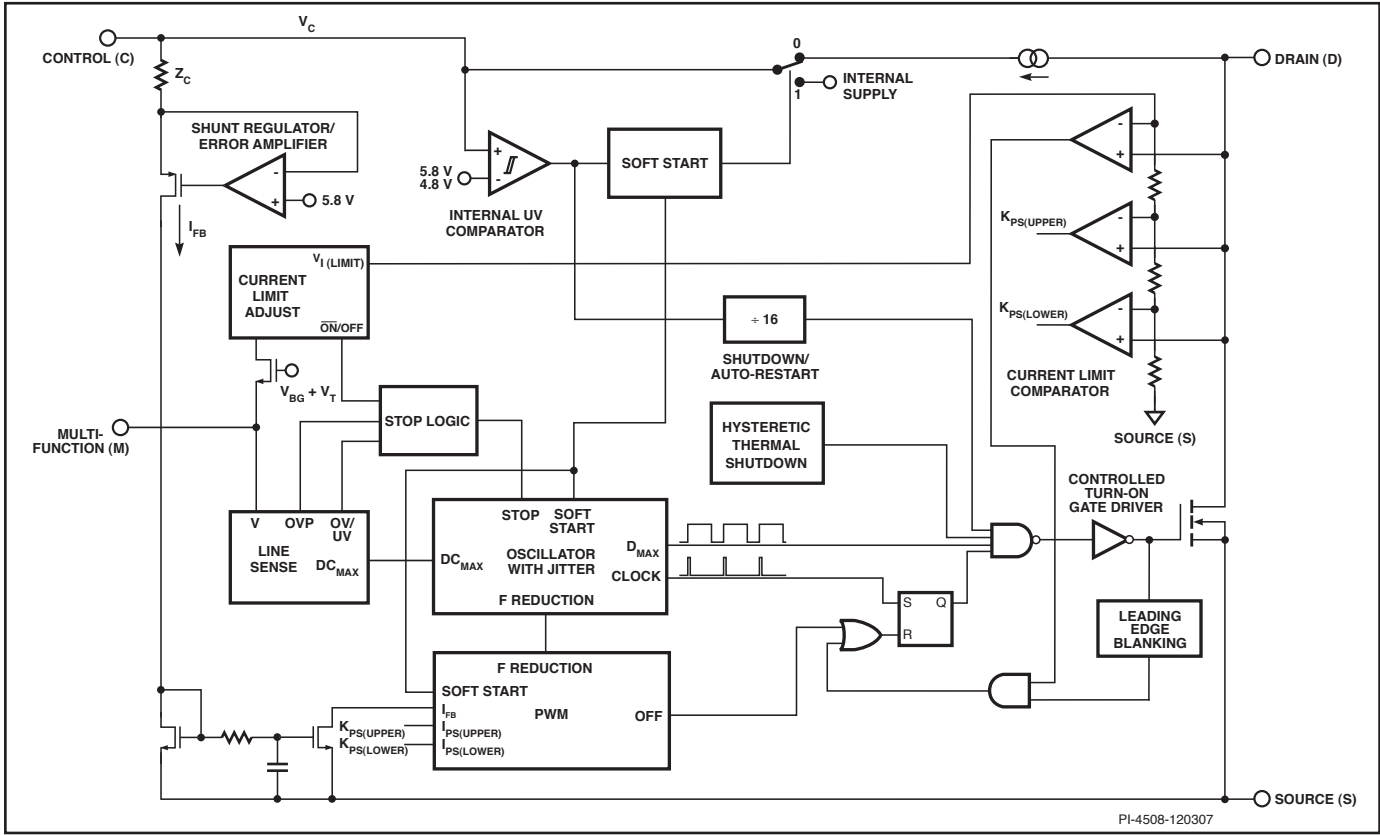 V_C
CONTROL (C)
Z_C
0
1
INTERNAL
SUPPLY
DRAIN (D)
SHUNT REGULATOR/
ERROR AMPLIFIER
-
+
5.8 V
I_FB
+
-
5.8 V
4.8 V
INTERNAL UV
COMPARATOR
SOFT START
-
+
K_PS(UPPER)
-
+
K_PS(LOWER)
-
+
CURRENT LIMIT
COMPARATOR
SOURCE (S)
V_I (LIMIT)
CURRENT
LIMIT
ADJUST
O̅N̅/OFF
V_BG + V_T
÷ 16
SHUTDOWN/
AUTO-RESTART
MULTI-
FUNCTION (M)
STOP LOGIC
HYSTERETIC
THERMAL
SHUTDOWN
CONTROLLED
TURN-ON
GATE DRIVER
V OVP OV/
UV
LINE
SENSE
DC_MAX
STOP SOFT
START
DC_MAX
OSCILLATOR
WITH JITTER
D_MAX
CLOCK
F REDUCTION
S Q
R
LEADING
EDGE
BLANKING
F REDUCTION
SOFT START
I_FB
PWM
OFF
K_PS(UPPER) I_PS(UPPER)
K_PS(LOWER) I_PS(LOWER)
SOURCE (S)
PI-4508-120307